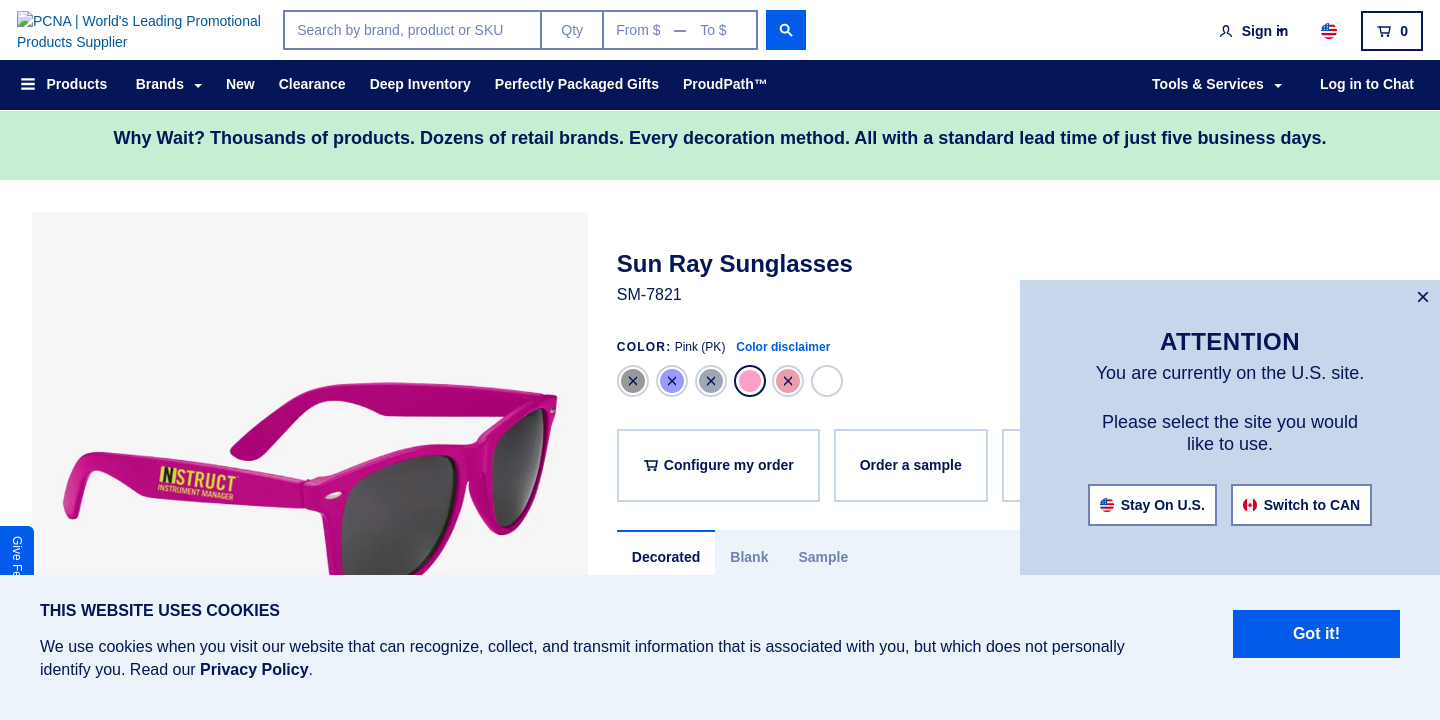 PCNA | World's Leading Promotional
Products Supplier
Search by brand, product or SKU
Qty
From $
To $
Sign in
0
Products
Brands
New
Clearance
Deep Inventory
Perfectly Packaged Gifts
ProudPath™
Tools & Services
Log in to Chat
Why Wait? Thousands of products. Dozens of retail brands. Every decoration method. All with a standard lead time of just five business days.
INSTRUCT
INSTRUMENT MANAGER
Sun Ray Sunglasses
SM-7821
COLOR: Pink (PK) Color disclaimer
Configure my order
Order a sample
Decorated
Blank
Sample
ATTENTION
You are currently on the U.S. site.
Please select the site you would
like to use.
Stay On U.S.
Switch to CAN
Give Fe
THIS WEBSITE USES COOKIES
We use cookies when you visit our website that can recognize, collect, and transmit information that is associated with you, but which does not personally
identify you. Read our Privacy Policy.
Got it!